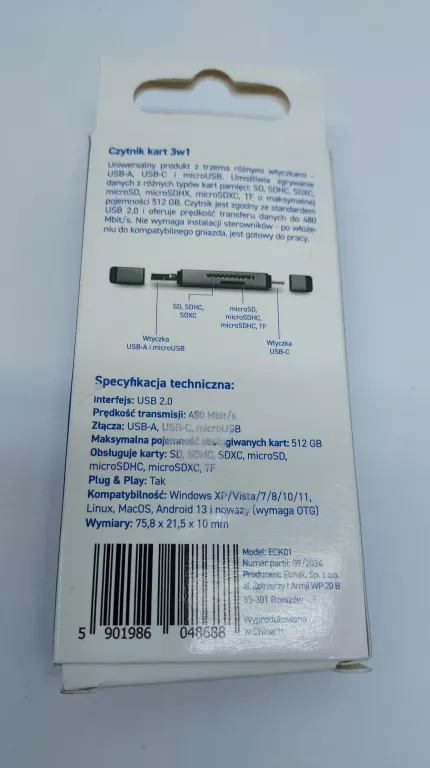 Czytnik kart 3w1
Uniwersalny produkt z trzema różnymi wtyczkami -
USB-A, USB-C i microUSB. Umożliwia zgrywanie
danych z różnych typów kart pamięci: SD, SDHC, SDXC,
microSD, microSDHX, microSDXC, TF o maksymalnej
pojemności 512 GB. Czytnik jest zgodny ze standardem
USB 2.0 i oferuje prędkość transferu danych do 480
Mbit/s. Nie wymaga instalacji sterowników - po włoże-
niu do kompatybilnego gniazda, jest gotowy do pracy.
SD, SDHC,
SDXC
microSD,
microSDHC,
microSDHC, TF
Wtyczka
USB-A i microUSB
Wtyczka
USB-C
Specyfikacja techniczna:
Interfejs: USB 2.0
Prędkość transmisji: 480 Mbit/s
Złącza: USB-A, USB-C, microUSB
Maksymalna pojemność obsługiwanych kart: 512 GB
Obsługuje karty: SD, SDHC, SDXC, microSD,
microSDHC, microSDXC, TF
Plug & Play: Tak
Kompatybilność: Windows XP/Vista/7/8/10/11,
Linux, MacOS, Android 13 i nowszy (wymaga OTG)
Wymiary: 75,8 x 21,5 x 10 mm
Model: ECK01
Numer partii: 09/2024
Producent: Elmak, Sp. z o.o.
al. Żołnierzy I Armii WP 20 B
35-301 Rzeszów
Wyprodukowano
w Chinach
5 901986 048688